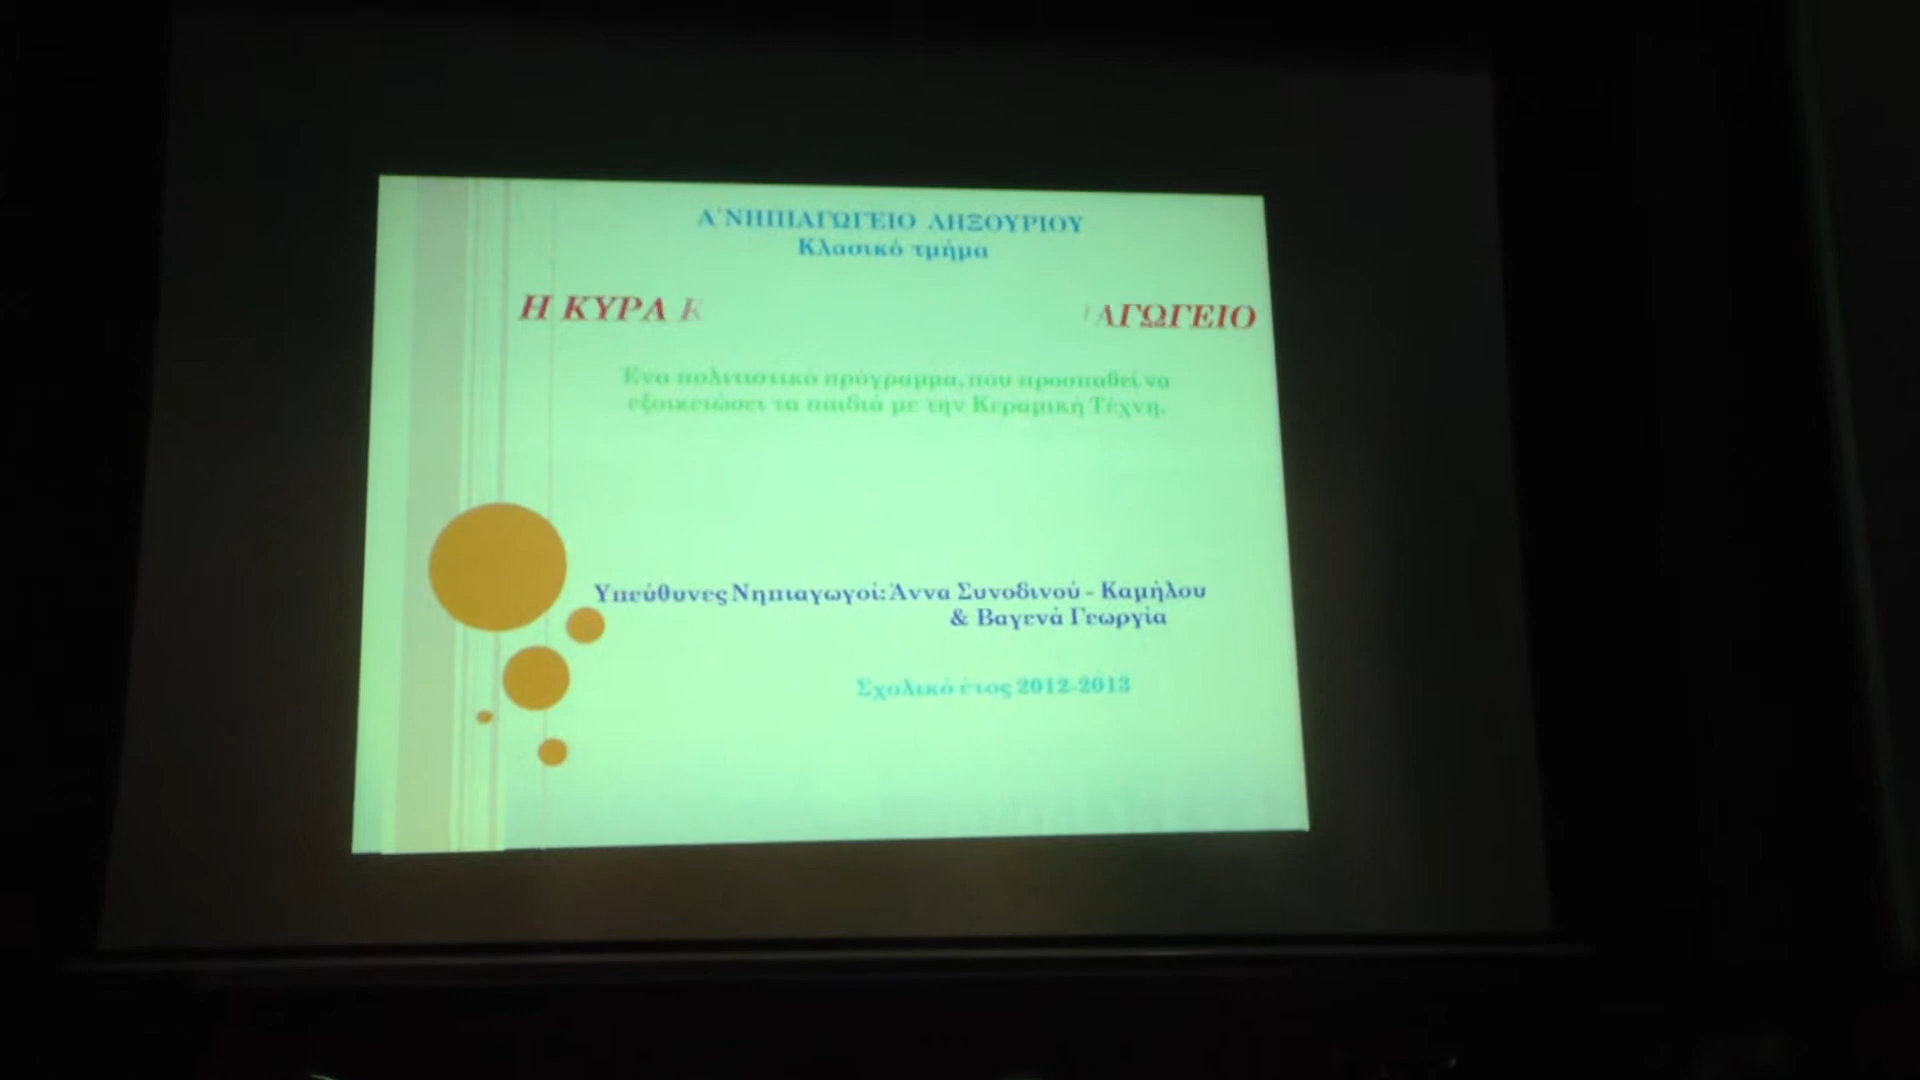 Α΄ ΝΗΠΙΑΓΩΓΕΙΟ ΛΗΞΟΥΡΙΟΥ
Κλασικό τμήμα
Η ΚΥΡΑ Κ ΑΓΩΓΕΙΟ
Ένα πολιτιστικό πρόγραμμα, που προσπαθεί να
εξοικειώσει τα παιδιά με την Κεραμική Τέχνη.
Υπεύθυνες Νηπιαγωγοί: Άννα Συνοδινού - Καμήλου
& Βαγενά Γεωργία
Σχολικό έτος 2012-2013